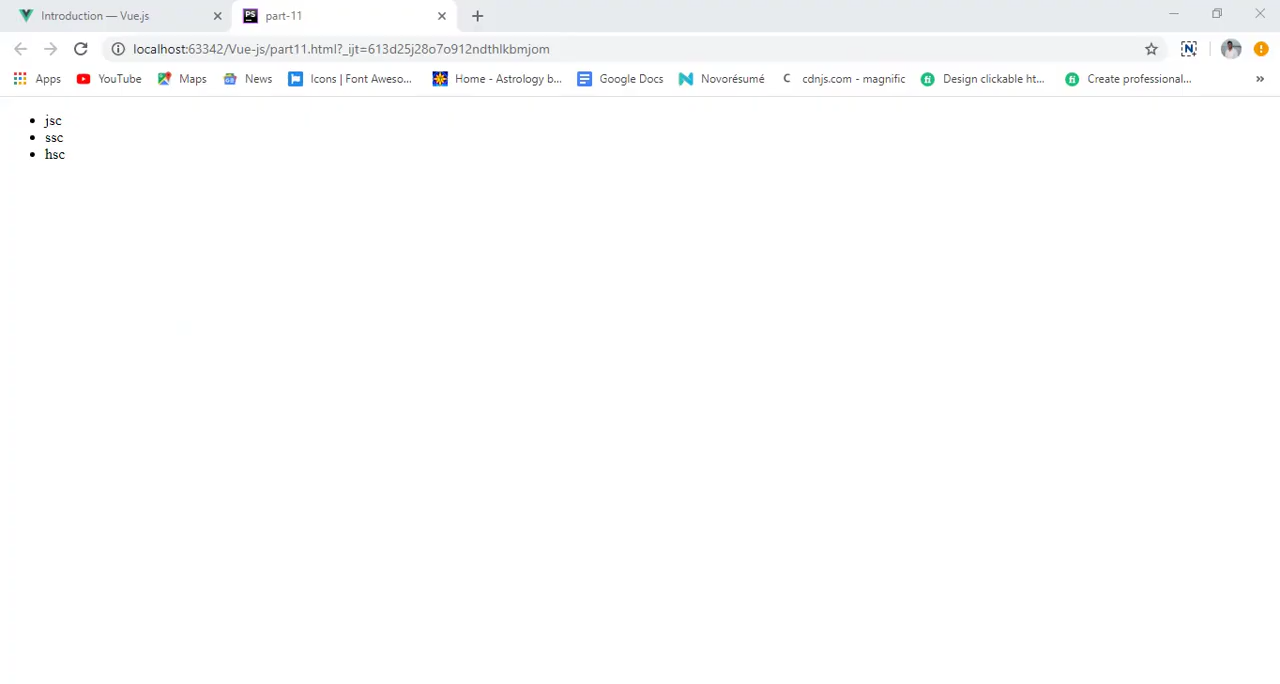 Introduction — Vue.js
PS part-11
localhost:63342/Vue-js/part11.html?_ijt=613d25j28o7o912ndthlkbmjom
Apps YouTube Maps News Icons | Font Aweso... Home - Astrology b... Google Docs Novorésumé C cdnjs.com - magnific Design clickable ht... Create professional... »
jsc
ssc
hsc